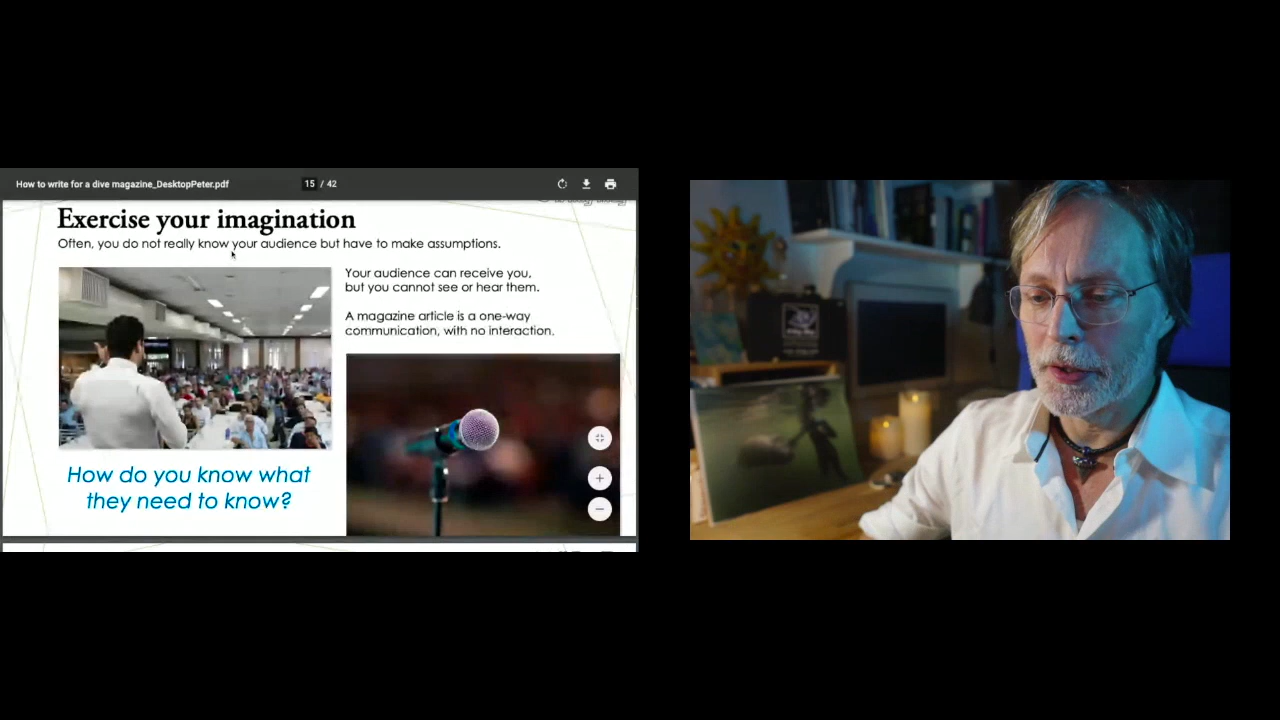 How to write for a dive magazine_DesktopPeter.pdf
15 / 42
Exercise your imagination
Often, you do not really know your audience but have to make assumptions.
Your audience can receive you,
but you cannot see or hear them.
A magazine article is a one-way
communication, with no interaction.
How do you know what
they need to know?